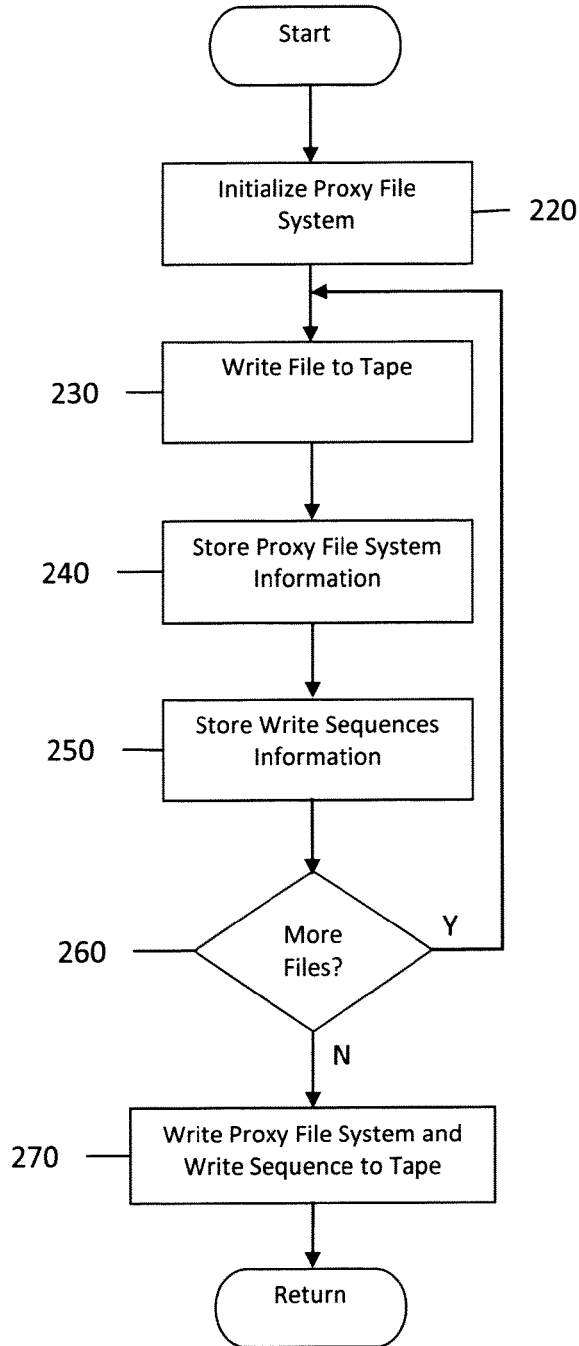 Start
Initialize Proxy File
System
220
Write File to Tape
230
Store Proxy File System
Information
240
Store Write Sequences
Information
250
More
Files?
260
Y
N
Write Proxy File System and
Write Sequence to Tape
270
Return